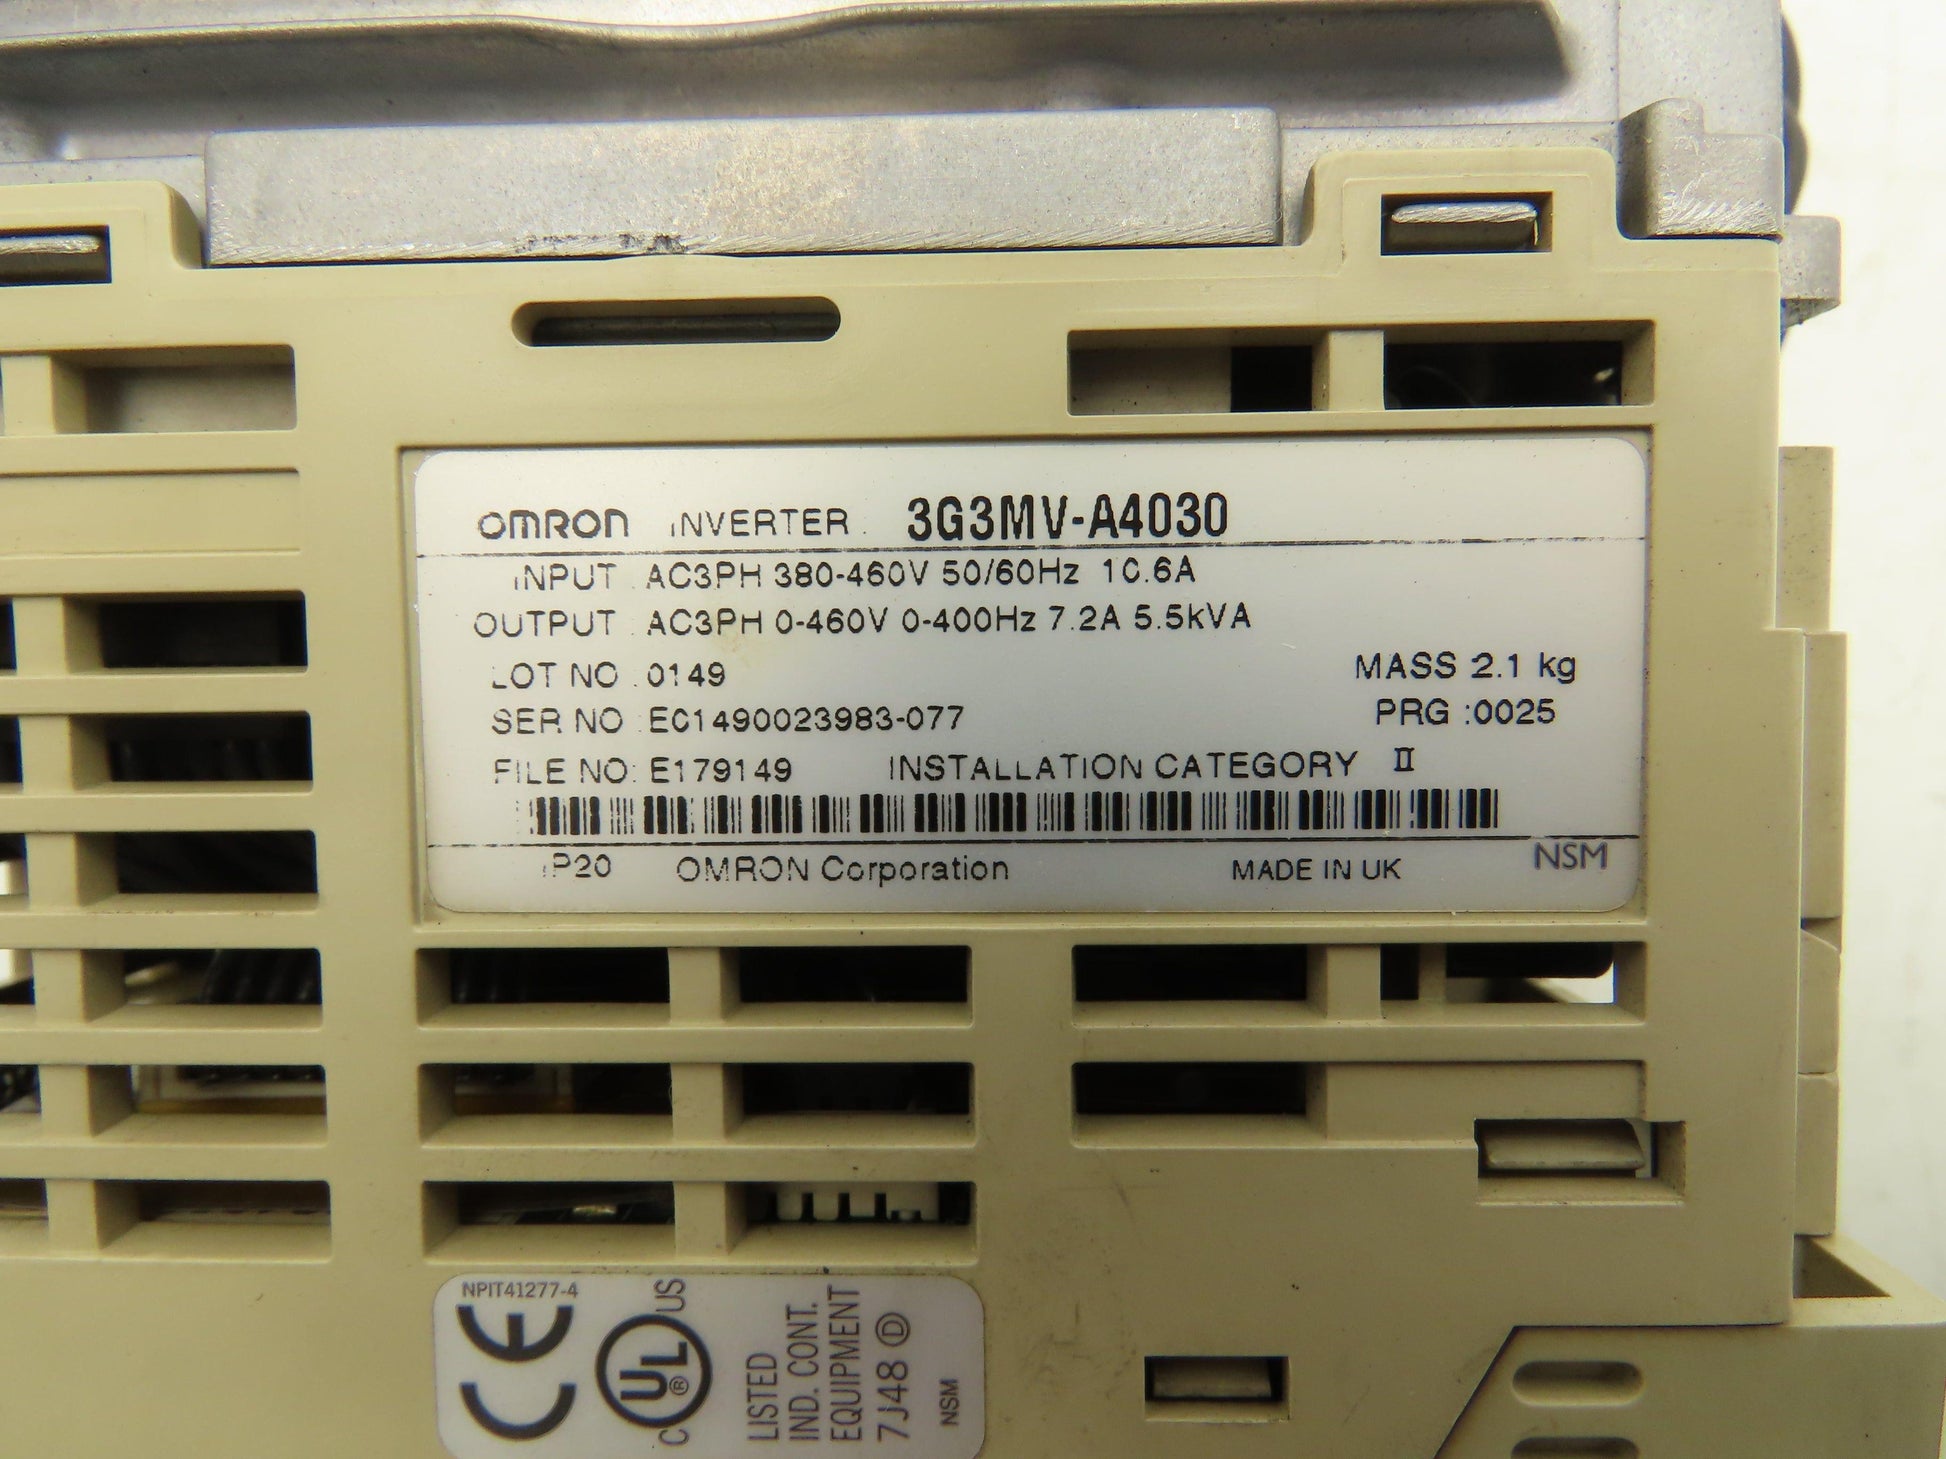 OMRON INVERTER 3G3MV-A4030
INPUT AC3PH 380-460V 50/60Hz 10.6A
OUTPUT AC3PH 0-460V 0-400Hz 7.2A 5.5kVA
LOT NO : 0149 MASS 2.1 kg
SER NO : EC1490023983-077 PRG :0025
FILE NO: E179149 INSTALLATION CATEGORY II
IP20 OMRON Corporation MADE IN UK NSM
NPIT41277-4
CE
C UL® US
LISTED
IND. CONT.
EQUIPMENT
7J48 Ⓓ
NSM